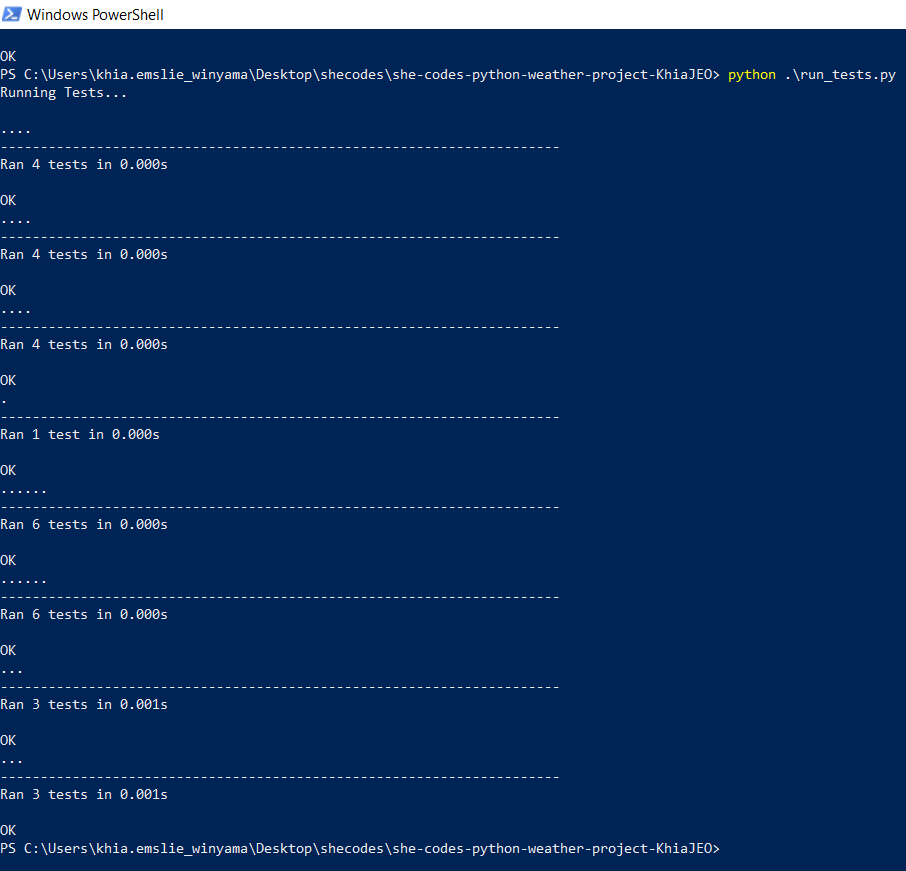 Windows PowerShell
OK
PS C:\Users\khia.emslie_winyama\Desktop\shecodes\she-codes-python-weather-project-KhiaJEO> python .\run_tests.py
Running Tests...
....
----------------------------------------------------------------------
Ran 4 tests in 0.000s
OK
....
----------------------------------------------------------------------
Ran 4 tests in 0.000s
OK
....
----------------------------------------------------------------------
Ran 4 tests in 0.000s
OK
.
----------------------------------------------------------------------
Ran 1 test in 0.000s
OK
......
----------------------------------------------------------------------
Ran 6 tests in 0.000s
OK
......
----------------------------------------------------------------------
Ran 6 tests in 0.000s
OK
...
----------------------------------------------------------------------
Ran 3 tests in 0.001s
OK
...
----------------------------------------------------------------------
Ran 3 tests in 0.001s
OK
PS C:\Users\khia.emslie_winyama\Desktop\shecodes\she-codes-python-weather-project-KhiaJEO>